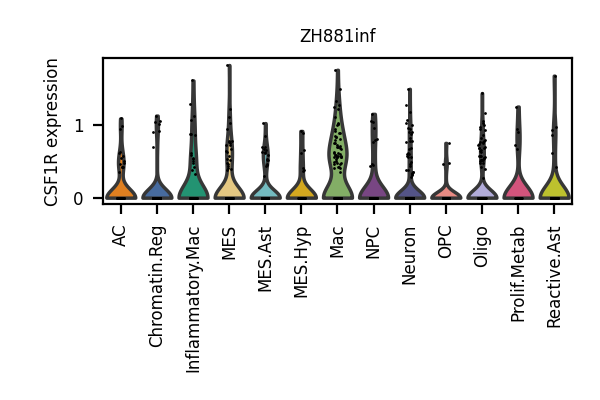 ZH881inf
CSF1R expression
1
0
AC
Chromatin.Reg
Inflammatory.Mac
MES
MES.Ast
MES.Hyp
Mac
NPC
Neuron
OPC
Oligo
Prolif.Metab
Reactive.Ast